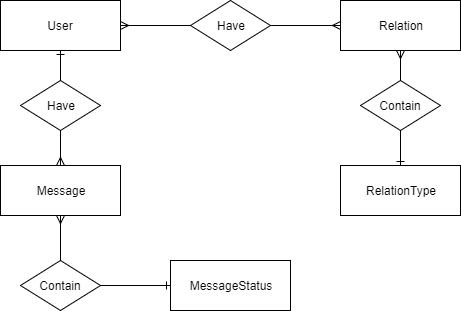 User
Have
Relation
Have
Contain
Message
RelationType
Contain
MessageStatus